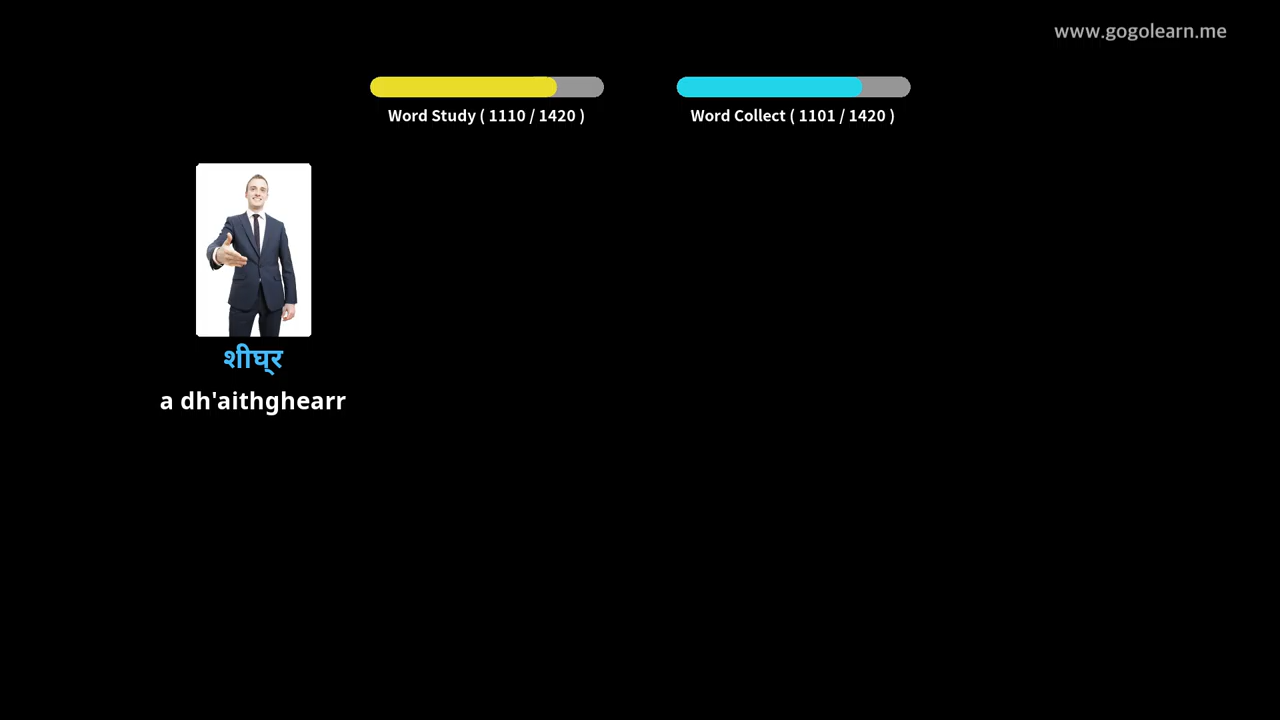 www.gogolearn.me
Word Study ( 1110 / 1420 )
Word Collect ( 1101 / 1420 )
शीघ्र
a dh'aithghearr